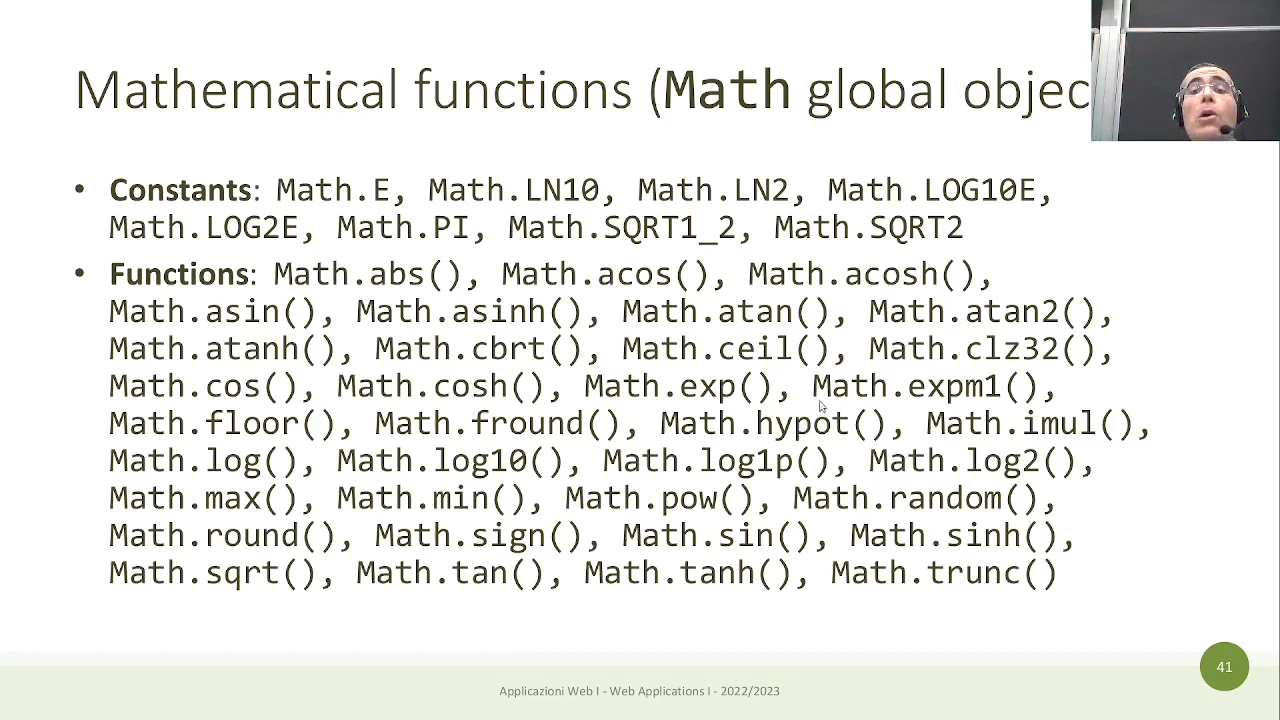 Mathematical functions (Math global objec
• Constants: Math.E, Math.LN10, Math.LN2, Math.LOG10E,
Math.LOG2E, Math.PI, Math.SQRT1_2, Math.SQRT2
• Functions: Math.abs(), Math.acos(), Math.acosh(),
Math.asin(), Math.asinh(), Math.atan(), Math.atan2(),
Math.atanh(), Math.cbrt(), Math.ceil(), Math.clz32(),
Math.cos(), Math.cosh(), Math.exp(), Math.expm1(),
Math.floor(), Math.fround(), Math.hypot(), Math.imul(),
Math.log(), Math.log10(), Math.log1p(), Math.log2(),
Math.max(), Math.min(), Math.pow(), Math.random(),
Math.round(), Math.sign(), Math.sin(), Math.sinh(),
Math.sqrt(), Math.tan(), Math.tanh(), Math.trunc()
41
Applicazioni Web I - Web Applications I - 2022/2023